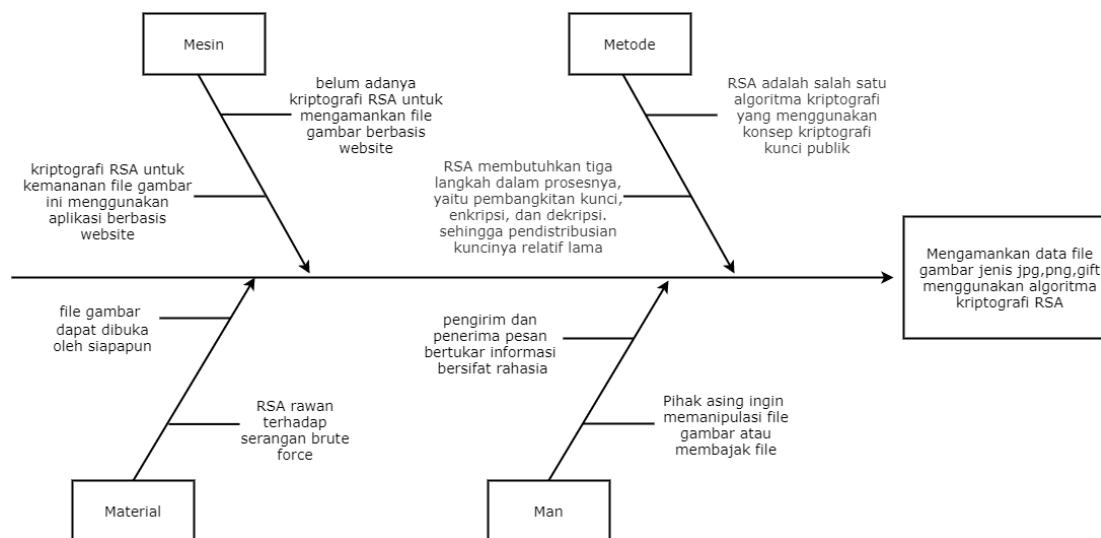 Mesin
Metode
belum adanya
kriptografi RSA untuk
mengamankan file
gambar berbasis
website
RSA adalah salah satu
algoritma kriptografi
yang menggunakan
konsep kriptografi
kunci publik
kriptografi RSA untuk
kemananan file gambar
ini menggunakan
aplikasi berbasis
website
RSA membutuhkan tiga
langkah dalam prosesnya,
yaitu pembangkitan kunci,
enkripsi, dan dekripsi.
sehingga pendistribusian
kuncinya relatif lama
Mengamankan data file
gambar jenis jpg,png,gift
menggunakan algoritma
kriptografi RSA
file gambar
dapat dibuka
oleh siapapun
pengirim dan
penerima pesan
bertukar informasi
bersifat rahasia
RSA rawan
terhadap
serangan brute
force
Pihak asing ingin
memanipulasi file
gambar atau
membajak file
Material
Man